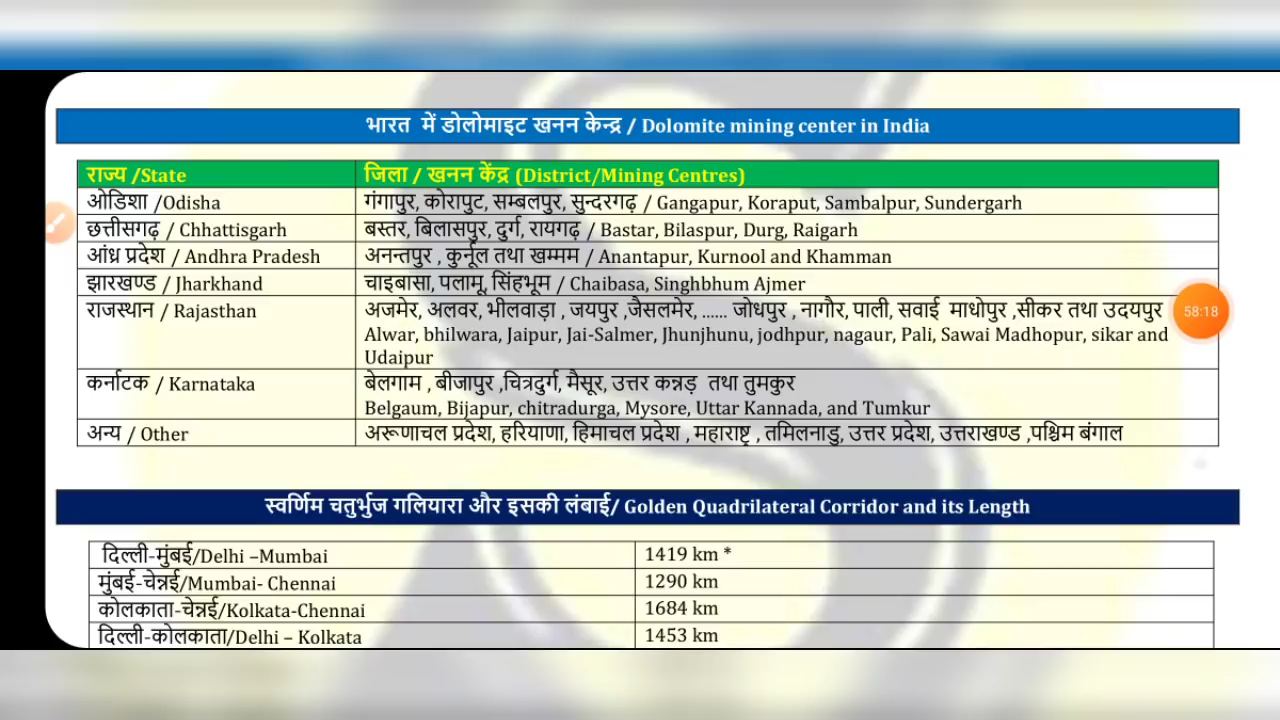 भारत में डोलोमाइट खनन केन्द्र / Dolomite mining center in India
राज्य /State जिला / खनन केंद्र (District/Mining Centres)
ओडिशा /Odisha गंगापुर, कोरापुट, सम्बलपुर, सुन्दरगढ़ / Gangapur, Koraput, Sambalpur, Sundergarh
छत्तीसगढ़ / Chhattisgarh बस्तर, बिलासपुर, दुर्ग, रायगढ़ / Bastar, Bilaspur, Durg, Raigarh
आंध्र प्रदेश / Andhra Pradesh अनन्तपुर , कुर्नूल तथा खम्मम / Anantapur, Kurnool and Khamman
झारखण्ड / Jharkhand चाइबासा, पलामू, सिंहभूम / Chaibasa, Singhbhum Ajmer
राजस्थान / Rajasthan अजमेर, अलवर, भीलवाड़ा , जयपुर ,जैसलमेर, ...... जोधपुर , नागौर, पाली, सवाई माधोपुर ,सीकर तथा उदयपुर
Alwar, bhilwara, Jaipur, Jai-Salmer, Jhunjhunu, jodhpur, nagaur, Pali, Sawai Madhopur, sikar and
Udaipur
58:18
कर्नाटक / Karnataka बेलगाम , बीजापुर ,चित्रदुर्ग, मैसूर, उत्तर कन्नड़ तथा तुमकुर
Belgaum, Bijapur, chitradurga, Mysore, Uttar Kannada, and Tumkur
अन्य / Other अरूणाचल प्रदेश, हरियाणा, हिमाचल प्रदेश , महाराष्ट्र , तमिलनाडु, उत्तर प्रदेश, उत्तराखण्ड ,पश्चिम बंगाल
स्वर्णिम चतुर्भुज गलियारा और इसकी लंबाई/ Golden Quadrilateral Corridor and its Length
दिल्ली-मुंबई/Delhi –Mumbai 1419 km *
मुंबई-चेन्नई/Mumbai- Chennai 1290 km
कोलकाता-चेन्नई/Kolkata-Chennai 1684 km
दिल्ली-कोलकाता/Delhi – Kolkata 1453 km